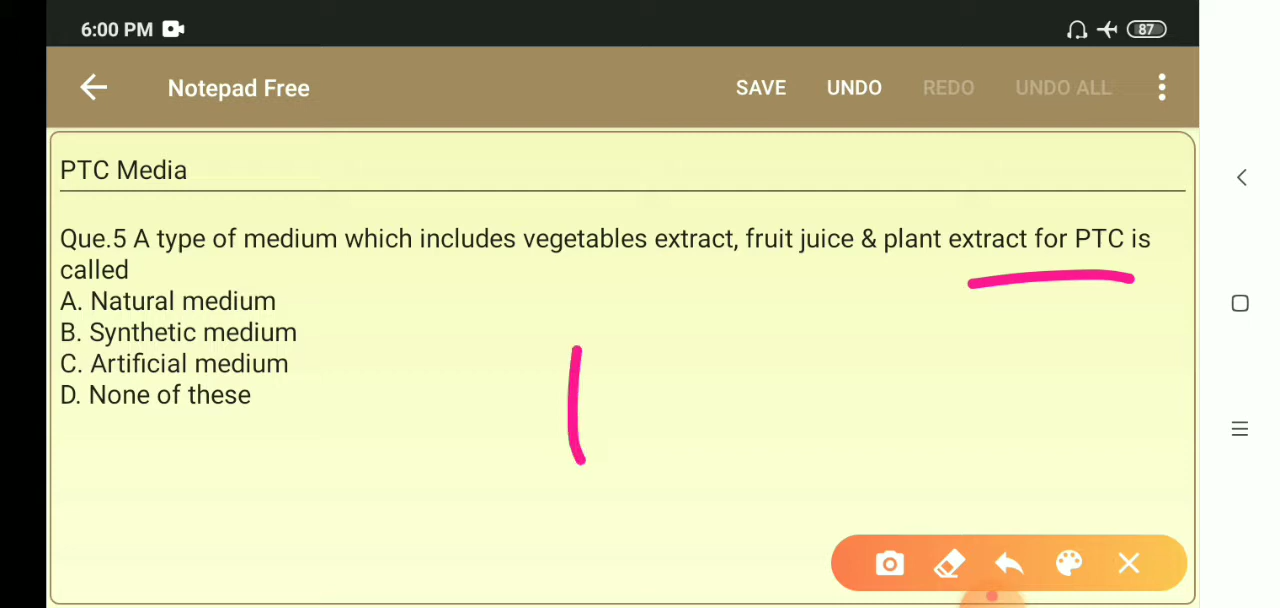 6:00 PM 87
Notepad Free SAVE UNDO REDO UNDO ALL
PTC Media
Que.5 A type of medium which includes vegetables extract, fruit juice & plant extract for PTC is
called
A. Natural medium
B. Synthetic medium
C. Artificial medium
D. None of these